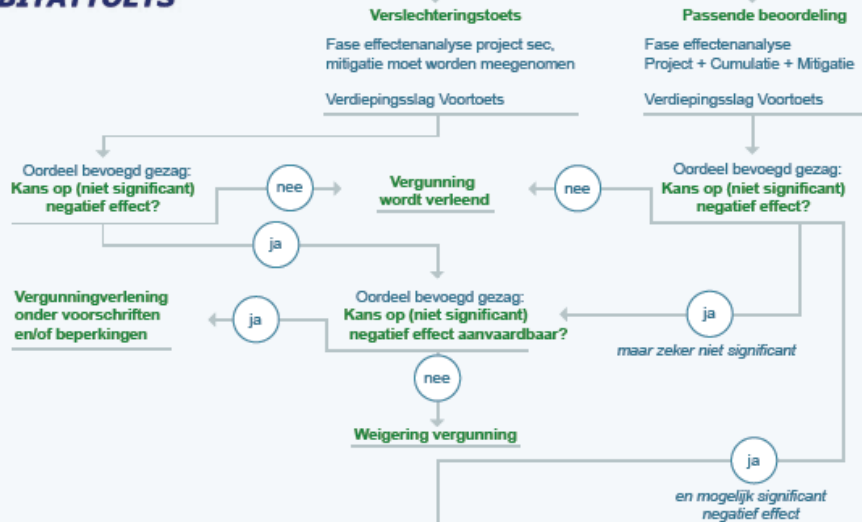 Verslechteringstoets
Fase effectenanalyse project sec,
mitigatie moet worden meegenomen
Verdiepingsslag Voortoets
Passende beoordeling
Fase effectenanalyse
Project + Cumulatie + Mitigatie
Verdiepingsslag Voortoets
Oordeel bevoegd gezag:
Kans op (niet significant)
negatief effect?
nee
Vergunning
wordt verleend
nee
Oordeel bevoegd gezag:
Kans op (niet significant)
negatief effect?
ja
Vergunningverlening
onder voorschriften
en/of beperkingen
ja
Oordeel bevoegd gezag:
Kans op (niet significant)
negatief effect aanvaardbaar?
ja
maar zeker niet significant
nee
Weigering vergunning
ja
en mogelijk significant
negatief effect